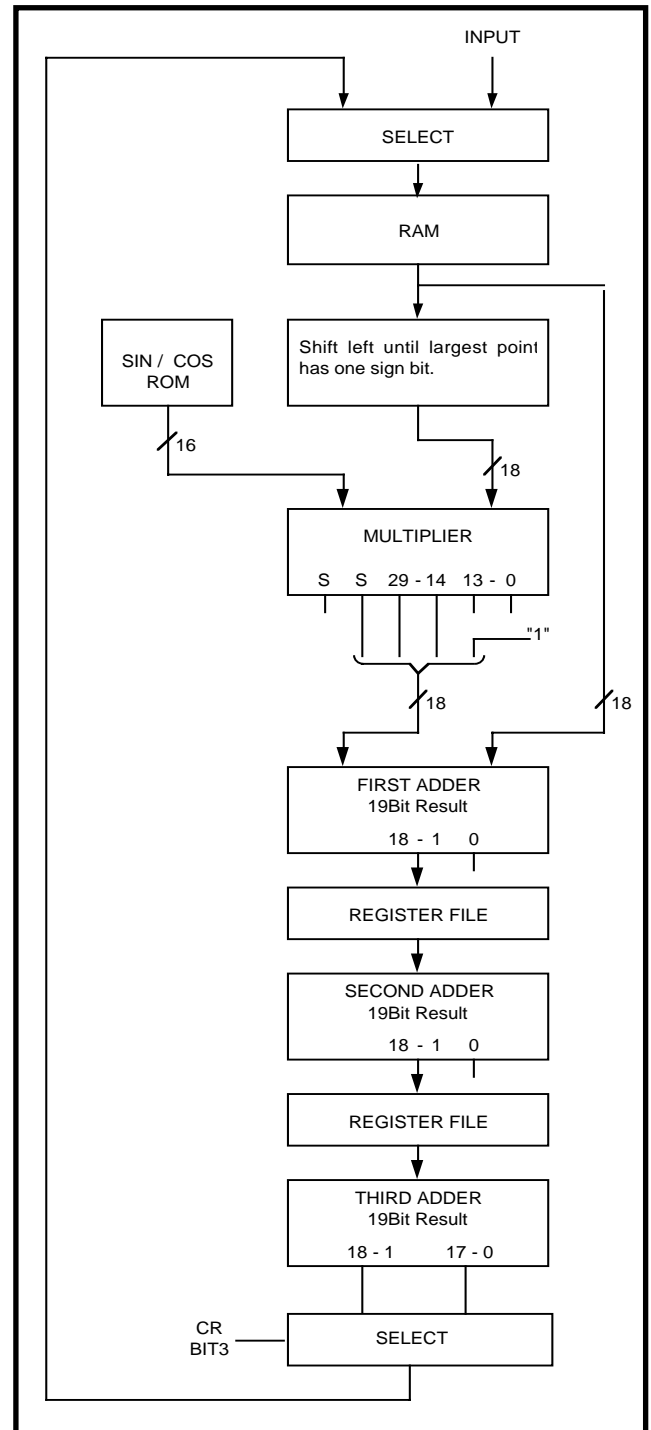 INPUT
SELECT
RAM
SIN / COS
ROM
Shift left until largest point
has one sign bit.
16
18
MULTIPLIER
S S 29 - 14 13 - 0
"1"
18
18
FIRST ADDER
19Bit Result
18 - 1 0
REGISTER FILE
SECOND ADDER
19Bit Result
18 - 1 0
REGISTER FILE
THIRD ADDER
19Bit Result
18 - 1 17 - 0
CR
BIT3
SELECT